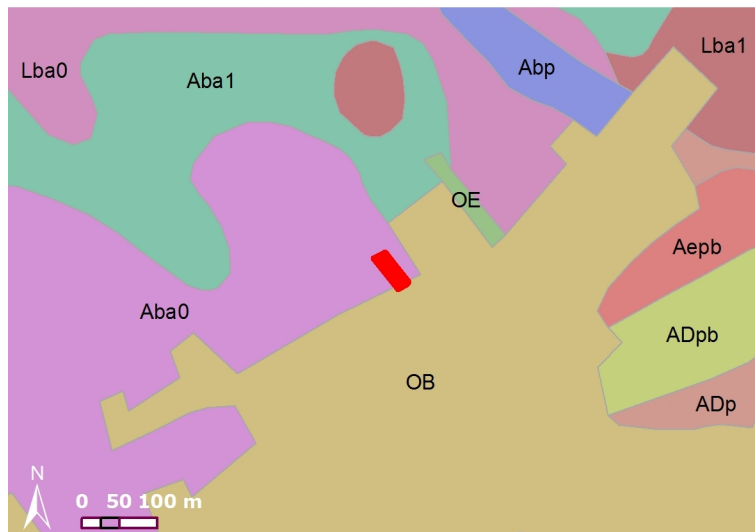 Lba0
Aba1
Abp
Lba1
OE
Aepb
Aba0
ADpb
OB
ADp
N
0 50 100 m